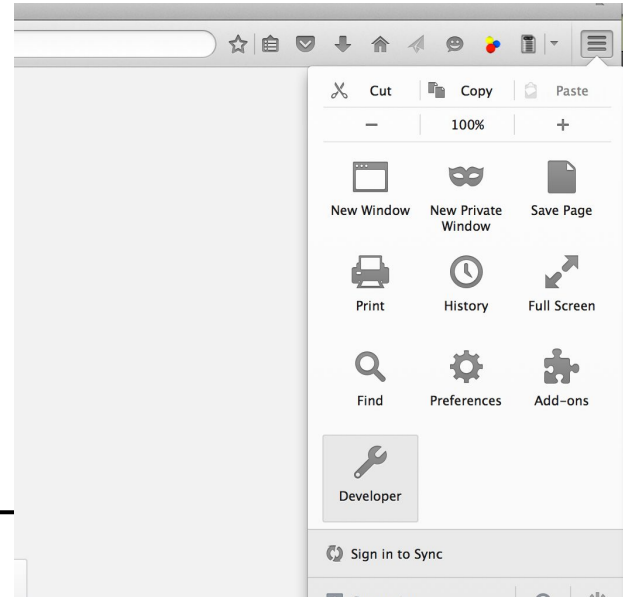 Cut Copy Paste
100%
New Window New Private Window Save Page
Print History Full Screen
Find Preferences Add-ons
Developer
Sign in to Sync